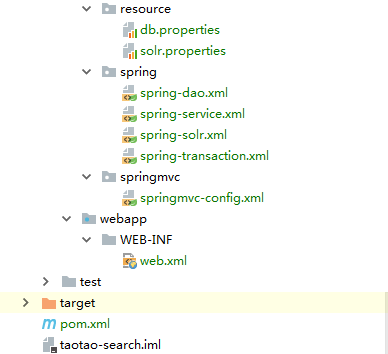 resource
db.properties
solr.properties
spring
spring-dao.xml
spring-service.xml
spring-solr.xml
spring-transaction.xml
springmvc
springmvc-config.xml
webapp
WEB-INF
web.xml
test
target
pom.xml
taotao-search.iml